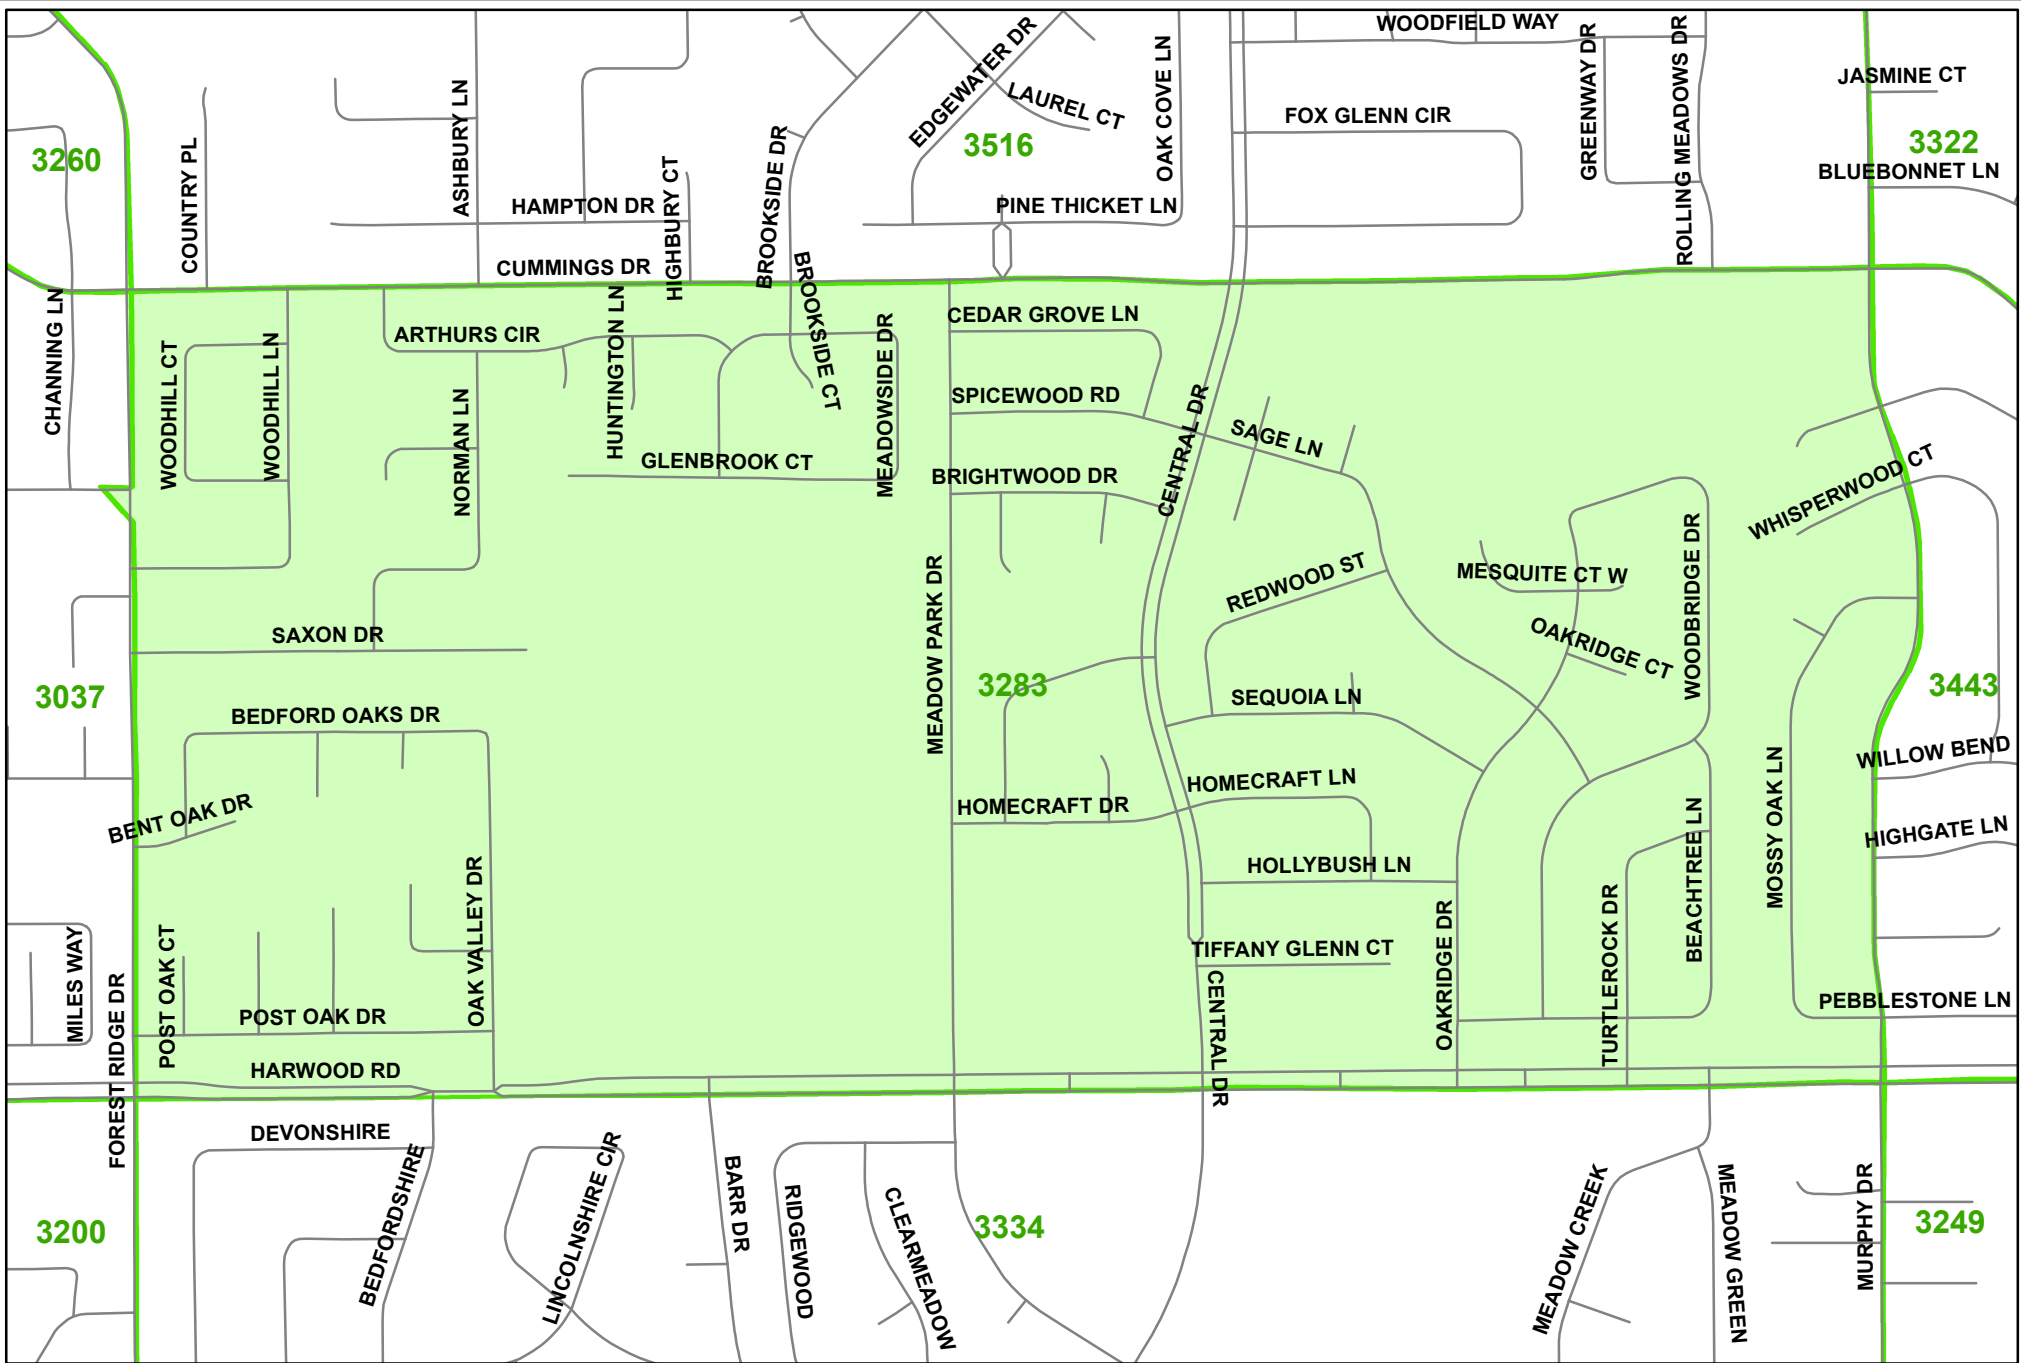 WOODFIELD WAY
GREENWAY DR
ROLLING MEADOWS DR
JASMINE CT
EDGEWATER DR
LAUREL CT
OAK COVE LN
FOX GLENN CIR
3260
COUNTRY PL
ASHBURY LN
3516
3322
BLUEBONNET LN
HAMPTON DR
HIGHBURY CT
BROOKSIDE DR
PINE THICKET LN
CUMMINGS DR
CHANNING LN
WOODHILL CT
WOODHILL LN
ARTHURS CIR
HUNTINGTON LN
BROOKSIDE CT
MEADOWSIDE DR
CEDAR GROVE LN
NORMAN LN
SPICEWOOD RD
CENTRAL DR
SAGE LN
GLENBROOK CT
BRIGHTWOOD DR
WHISPERWOOD CT
MEADOW PARK DR
REDWOOD ST
MESQUITE CT W
WOODBRIDGE DR
OAKRIDGE CT
SAXON DR
3037
3283
SEQUOIA LN
3443
BEDFORD OAKS DR
WILLOW BEND
MOSSY OAK LN
BENT OAK DR
HOMECRAFT DR
HOMECRAFT LN
BEACHTREE LN
HIGHGATE LN
OAK VALLEY DR
HOLLYBUSH LN
OAKRIDGE DR
TURTLEROCK DR
MILES WAY
FOREST RIDGE DR
POST OAK CT
TIFFANY GLENN CT
CENTRAL DR
PEBBLESTONE LN
POST OAK DR
HARWOOD RD
DEVONSHIRE
BEDFORDSHIRE
LINCOLNSHIRE CIR
BARR DR
RIDGEWOOD
CLEARMEADOW
3200
3334
MEADOW CREEK
MEADOW GREEN
MURPHY DR
3249